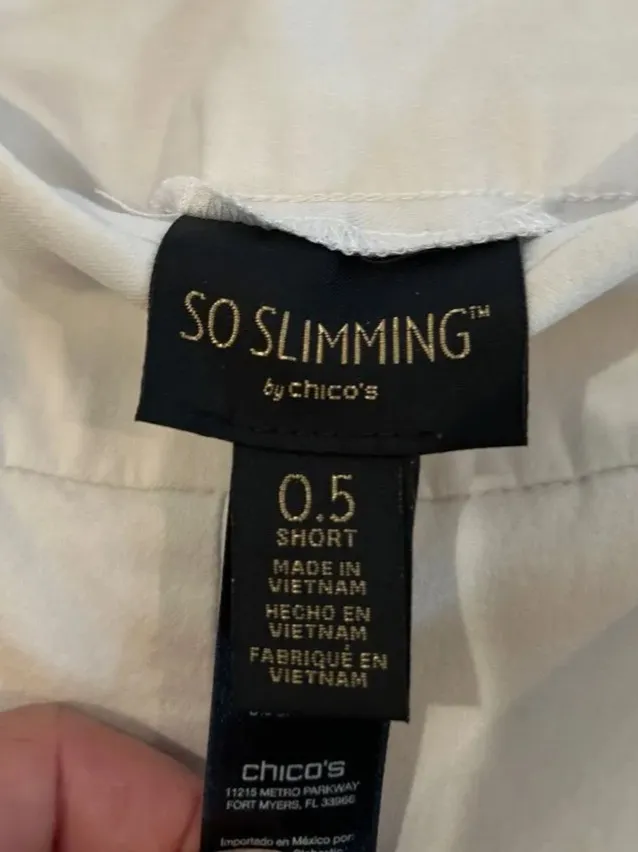 SO SLIMMING™
by chico's
0.5
SHORT
MADE IN
VIETNAM
HECHO EN
VIETNAM
FABRIQUÉ EN
VIETNAM
chico's
11215 METRO PARKWAY
FORT MYERS, FL 33966
Importado en México por: